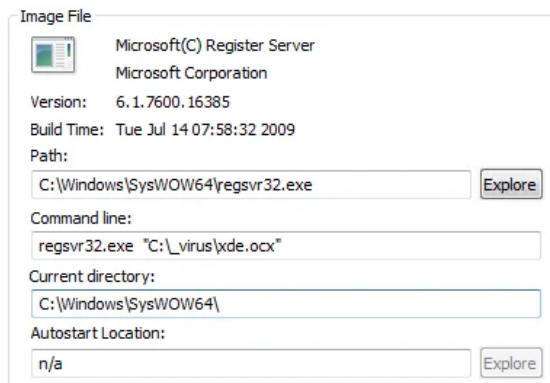 Image File
Microsoft(C) Register Server
Microsoft Corporation
Version: 6.1.7600.16385
Build Time: Tue Jul 14 07:58:32 2009
Path:
C:\Windows\SysWOW64\regsvr32.exe Explore
Command line:
regsvr32.exe  "C:\_virus\xde.ocx"
Current directory:
C:\Windows\SysWOW64\
Autostart Location:
n/a Explore